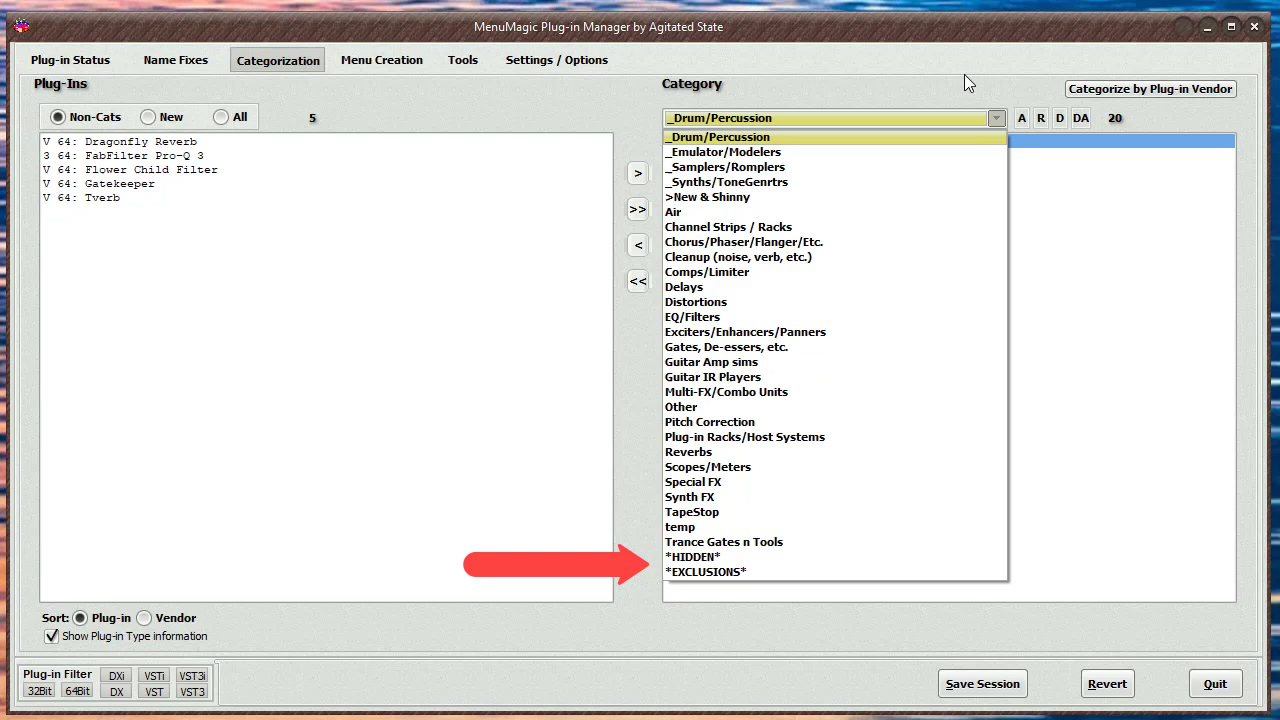 MenuMagic Plug-in Manager by Agitated State
Plug-in Status Name Fixes Categorization Menu Creation Tools Settings / Options
Plug-Ins
Category
Categorize by Plug-in Vendor
Non-Cats New All 5
_Drum/Percussion A R D DA 20
V 64: Dragonfly Reverb
3 64: FabFilter Pro-Q 3
V 64: Flower Child Filter
V 64: Gatekeeper
V 64: Tverb
>
>>
<
<<
_Drum/Percussion
_Emulator/Modelers
_Samplers/Romplers
_Synths/ToneGenrtrs
>New & Shinny
Air
Channel Strips / Racks
Chorus/Phaser/Flanger/Etc.
Cleanup (noise, verb, etc.)
Comps/Limiter
Delays
Distortions
EQ/Filters
Exciters/Enhancers/Panners
Gates, De-essers, etc.
Guitar Amp sims
Guitar IR Players
Multi-FX/Combo Units
Other
Pitch Correction
Plug-in Racks/Host Systems
Reverbs
Scopes/Meters
Special FX
Synth FX
TapeStop
temp
Trance Gates n Tools
*HIDDEN*
*EXCLUSIONS*
Sort: Plug-in Vendor
Show Plug-in Type information
Plug-in Filter DXi VSTi VST3i
32Bit 64Bit DX VST VST3
Save Session Revert Quit